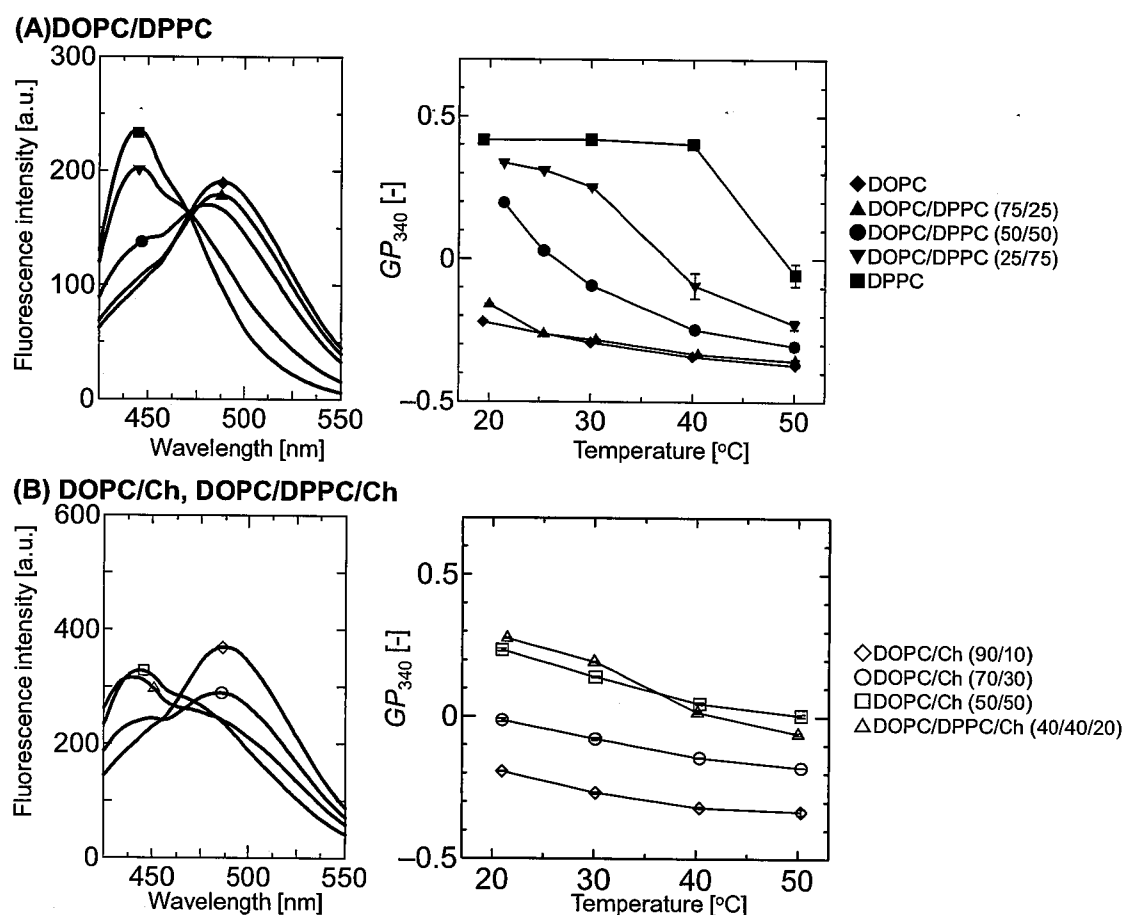 (A)DOPC/DPPC
300
200
100
0
Fluorescence intensity [a.u.]
450 500 550
Wavelength [nm]
0.5
0
–0.5
GP340 [-]
20 30 40 50
Temperature [oC]
DOPC
DOPC/DPPC (75/25)
DOPC/DPPC (50/50)
DOPC/DPPC (25/75)
DPPC
(B) DOPC/Ch, DOPC/DPPC/Ch
600
400
200
0
Fluorescence intensity [a.u.]
450 500 550
Wavelength [nm]
0.5
0
–0.5
GP340 [-]
20 30 40 50
Temperature [oC]
DOPC/Ch (90/10)
DOPC/Ch (70/30)
DOPC/Ch (50/50)
DOPC/DPPC/Ch (40/40/20)